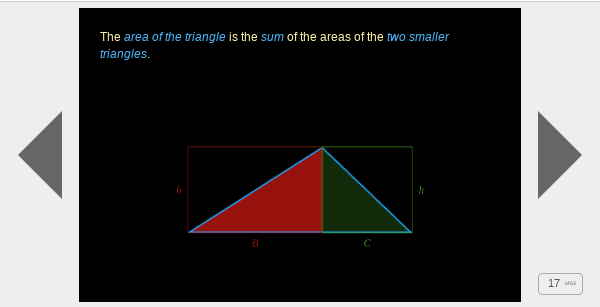 The area of the triangle is the sum of the areas of the two smaller
triangles.
h h
B C
17 of 63